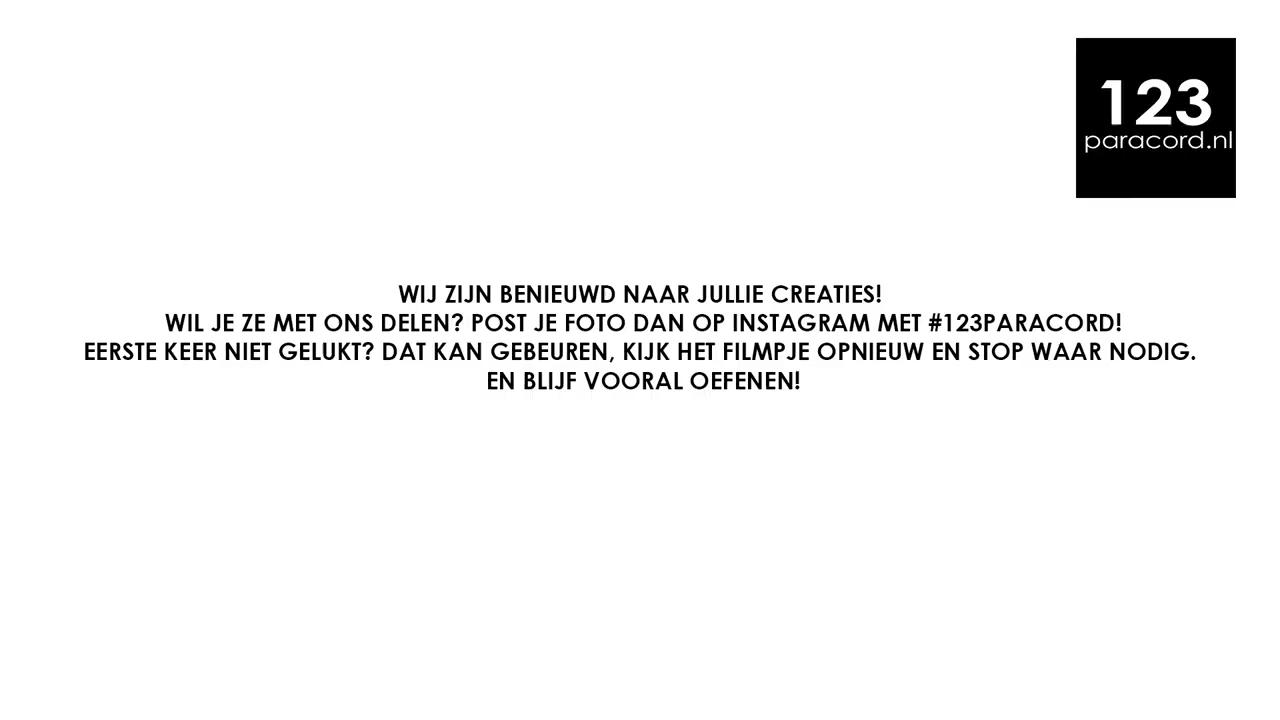 123
paracord.nl
WIJ ZIJN BENIEUWD NAAR JULLIE CREATIES!
WIL JE ZE MET ONS DELEN? POST JE FOTO DAN OP INSTAGRAM MET #123PARACORD!
EERSTE KEER NIET GELUKT? DAT KAN GEBEUREN, KIJK HET FILMPJE OPNIEUW EN STOP WAAR NODIG.
EN BLIJF VOORAL OEFENEN!